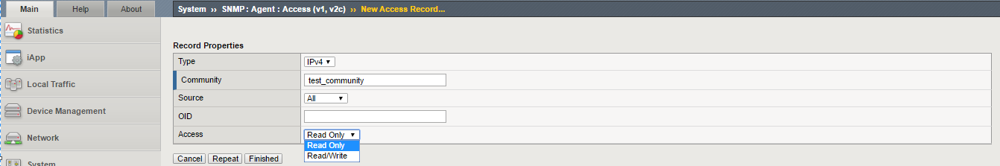 Main Help About
System ›› SNMP : Agent : Access (v1, v2c) ›› New Access Record...
Statistics
iApp
Local Traffic
Device Management
Network
System
Record Properties
Type IPv4
Community test_community
Source All
OID
Access Read Only
Read Only
Read/Write
Cancel Repeat Finished